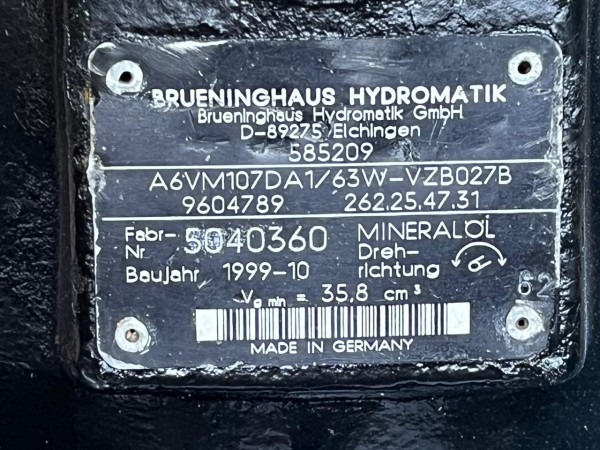 BRUENINGHAUS HYDROMATIK
Brueninghaus Hydromatik GmbH
D-89275 Elchingen
585209
A6VM107DA1/63W-VZB027B
9604789 262.25.47.31
Fabr-Nr. 5040360 MINERALÖL
Baujahr 1999-10 Dreh-richtung
62
Vg min = 35,8 cm³
MADE IN GERMANY